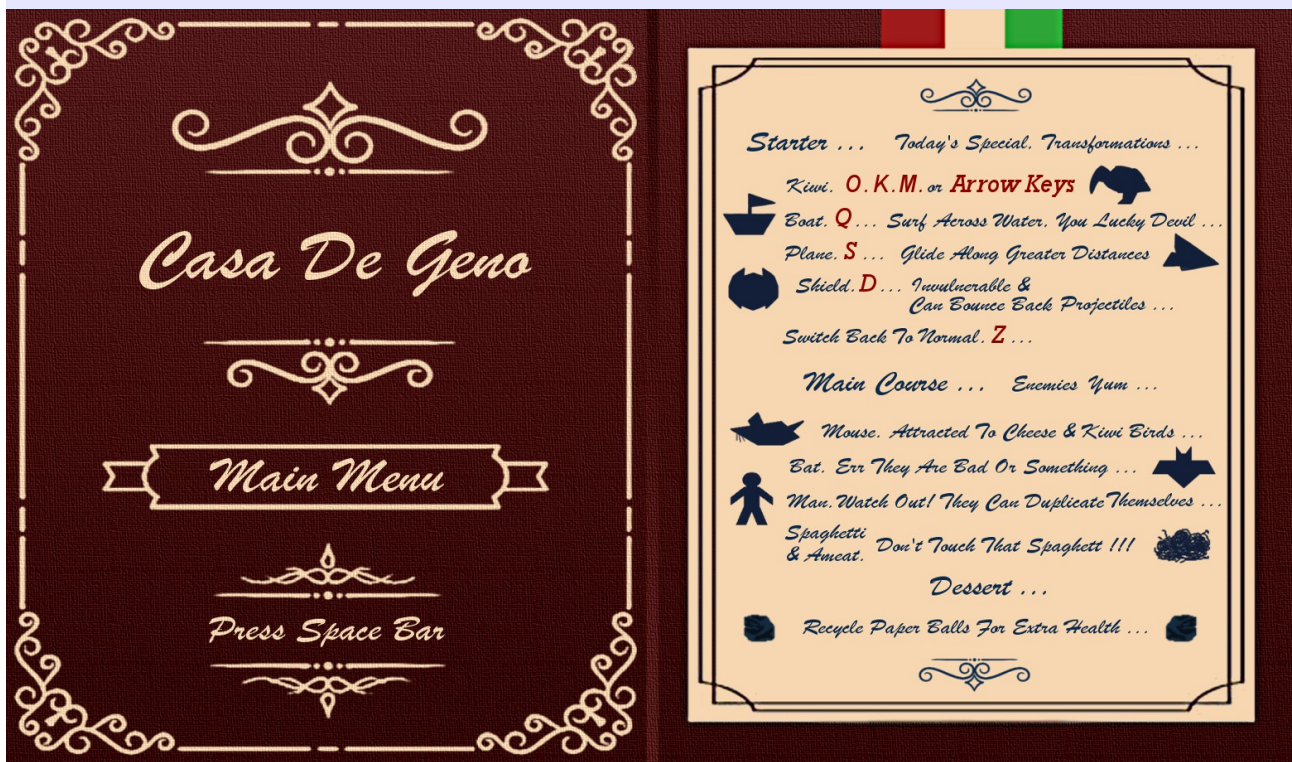 Casa De Geno
Main Menu
Press Space Bar
Starter ... Today's Special. Transformations ...
Kiwi. O.K.M. or Arrow Keys
Boat. Q ... Surf Across Water, You Lucky Devil ...
Plane. S ... Glide Along Greater Distances
Shield. D ... Invulnerable &
Can Bounce Back Projectiles ...
Switch Back To Normal. Z ...
Main Course ... Enemies Yum ...
Mouse. Attracted To Cheese & Kiwi Birds ...
Bat. Err They Are Bad Or Something ...
Man. Watch Out! They Can Duplicate Themselves ...
Spaghetti
& Ameat. Don't Touch That Spaghett !!!
Dessert ...
Recycle Paper Balls For Extra Health ...